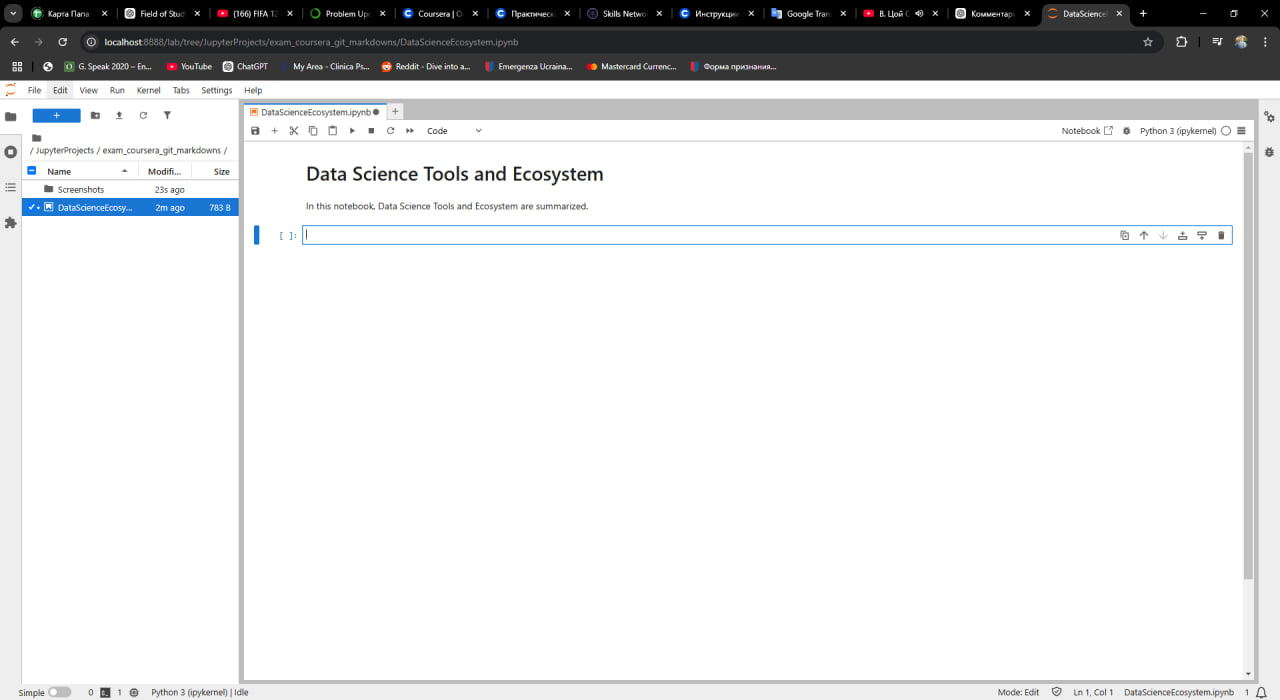 Карта Папа
Field of Stud
(166) FIFA 12
Problem Up
Coursera | O
Практическ
Skills Netwo
Инструкции
Google Tran
В. Цой
Комментар
DataScience
localhost:8888/lab/tree/JupyterProjects/exam_coursera_git_markdowns/DataScienceEcosystem.ipynb
G. Speak 2020 – En...
YouTube
ChatGPT
My Area - Clinica Ps...
Reddit - Dive into a...
Emergenza Ucraina...
Mastercard Currenc...
Форма признания...
File Edit View Run Kernel Tabs Settings Help
DataScienceEcosystem.ipynb
Code
Notebook
Python 3 (ipykernel)
/ JupyterProjects / exam_coursera_git_markdowns /
Name Modifi... Size
Screenshots 23s ago
DataScienceEcosy... 2m ago 783 B
Data Science Tools and Ecosystem
In this notebook, Data Science Tools and Ecosystem are summarized.
[ ]:
Simple 0 1 Python 3 (ipykernel) | Idle
Mode: Edit Ln 1, Col 1 DataScienceEcosystem.ipynb 1